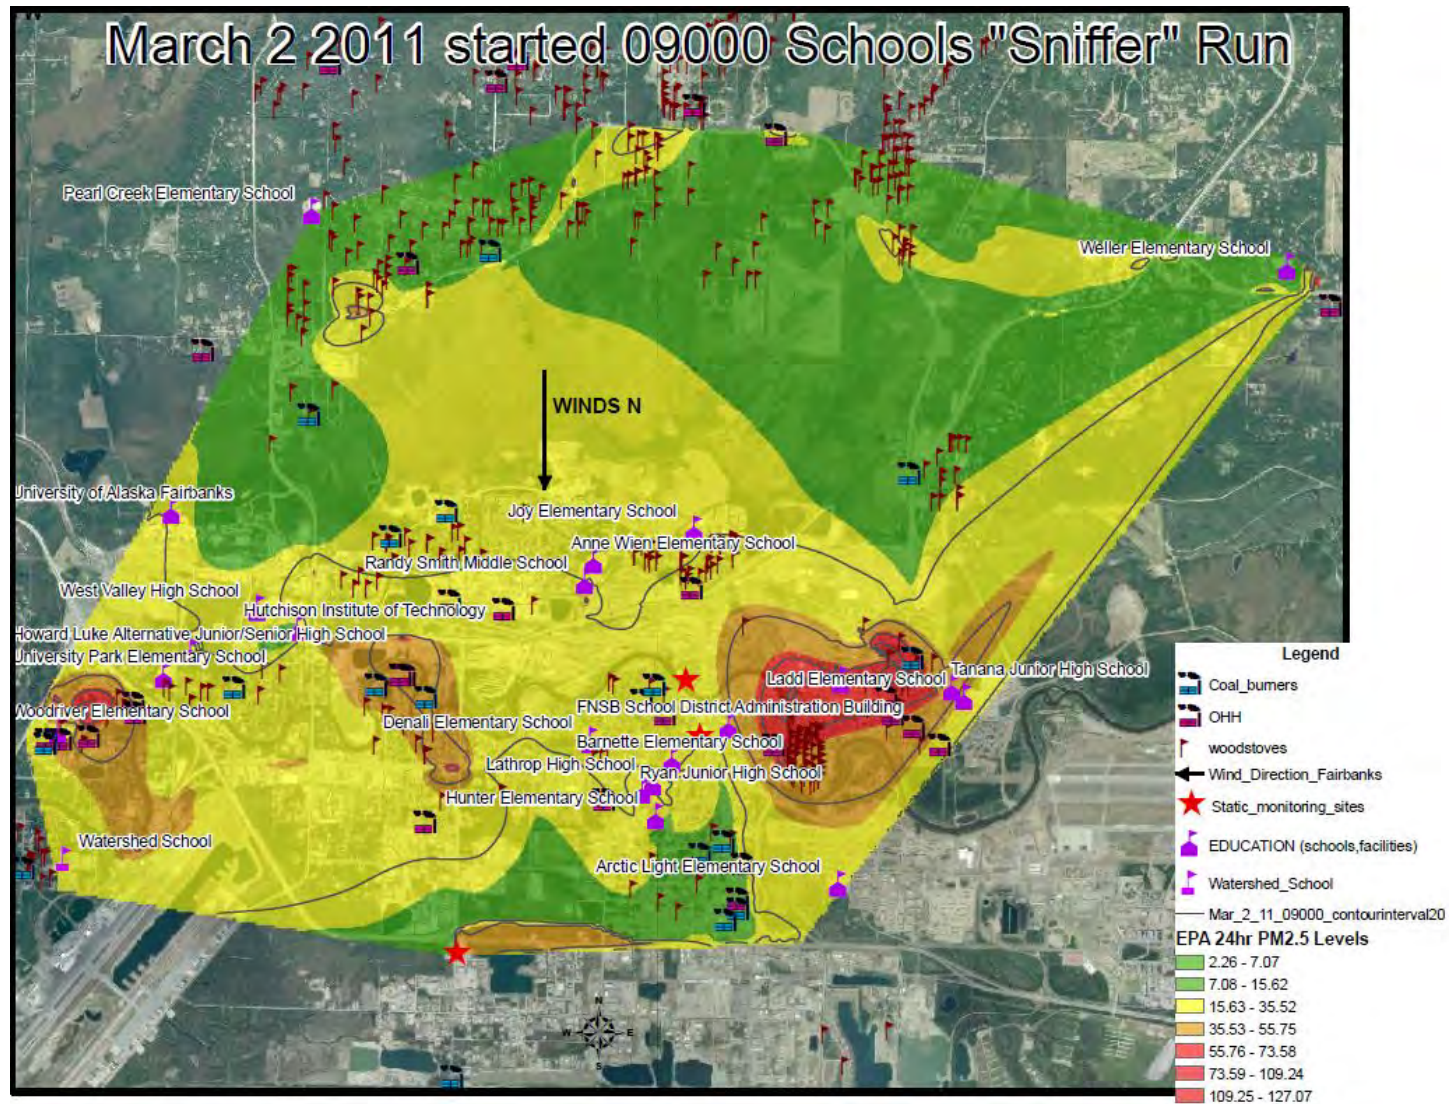 March 2 2011 started 09000 Schools "Sniffer" Run
Pearl Creek Elementary School
Weller Elementary School
WINDS N
University of Alaska Fairbanks
Joy Elementary School
Anne Wien Elementary School
Randy Smith Middle School
West Valley High School
Hutchison Institute of Technology
Howard Luke Alternative Junior/Senior High School
University Park Elementary School
Ladd Elementary School
Tanana Junior High School
Woodriver Elementary School
FNSB School District Administration Building
Denali Elementary School
Barnette Elementary School
Lathrop High School
Ryan Junior High School
Hunter Elementary School
Watershed School
Arctic Light Elementary School
N
W
E
S
Legend
Coal_burners
OHH
woodstoves
Wind_Direction_Fairbanks
Static_monitoring_sites
EDUCATION (schools,facilities)
Watershed_School
Mar_2_11_09000_contourinterval20
EPA 24hr PM2.5 Levels
2.26 - 7.07
7.08 - 15.62
15.63 - 35.52
35.53 - 55.75
55.76 - 73.58
73.59 - 109.24
109.25 - 127.07